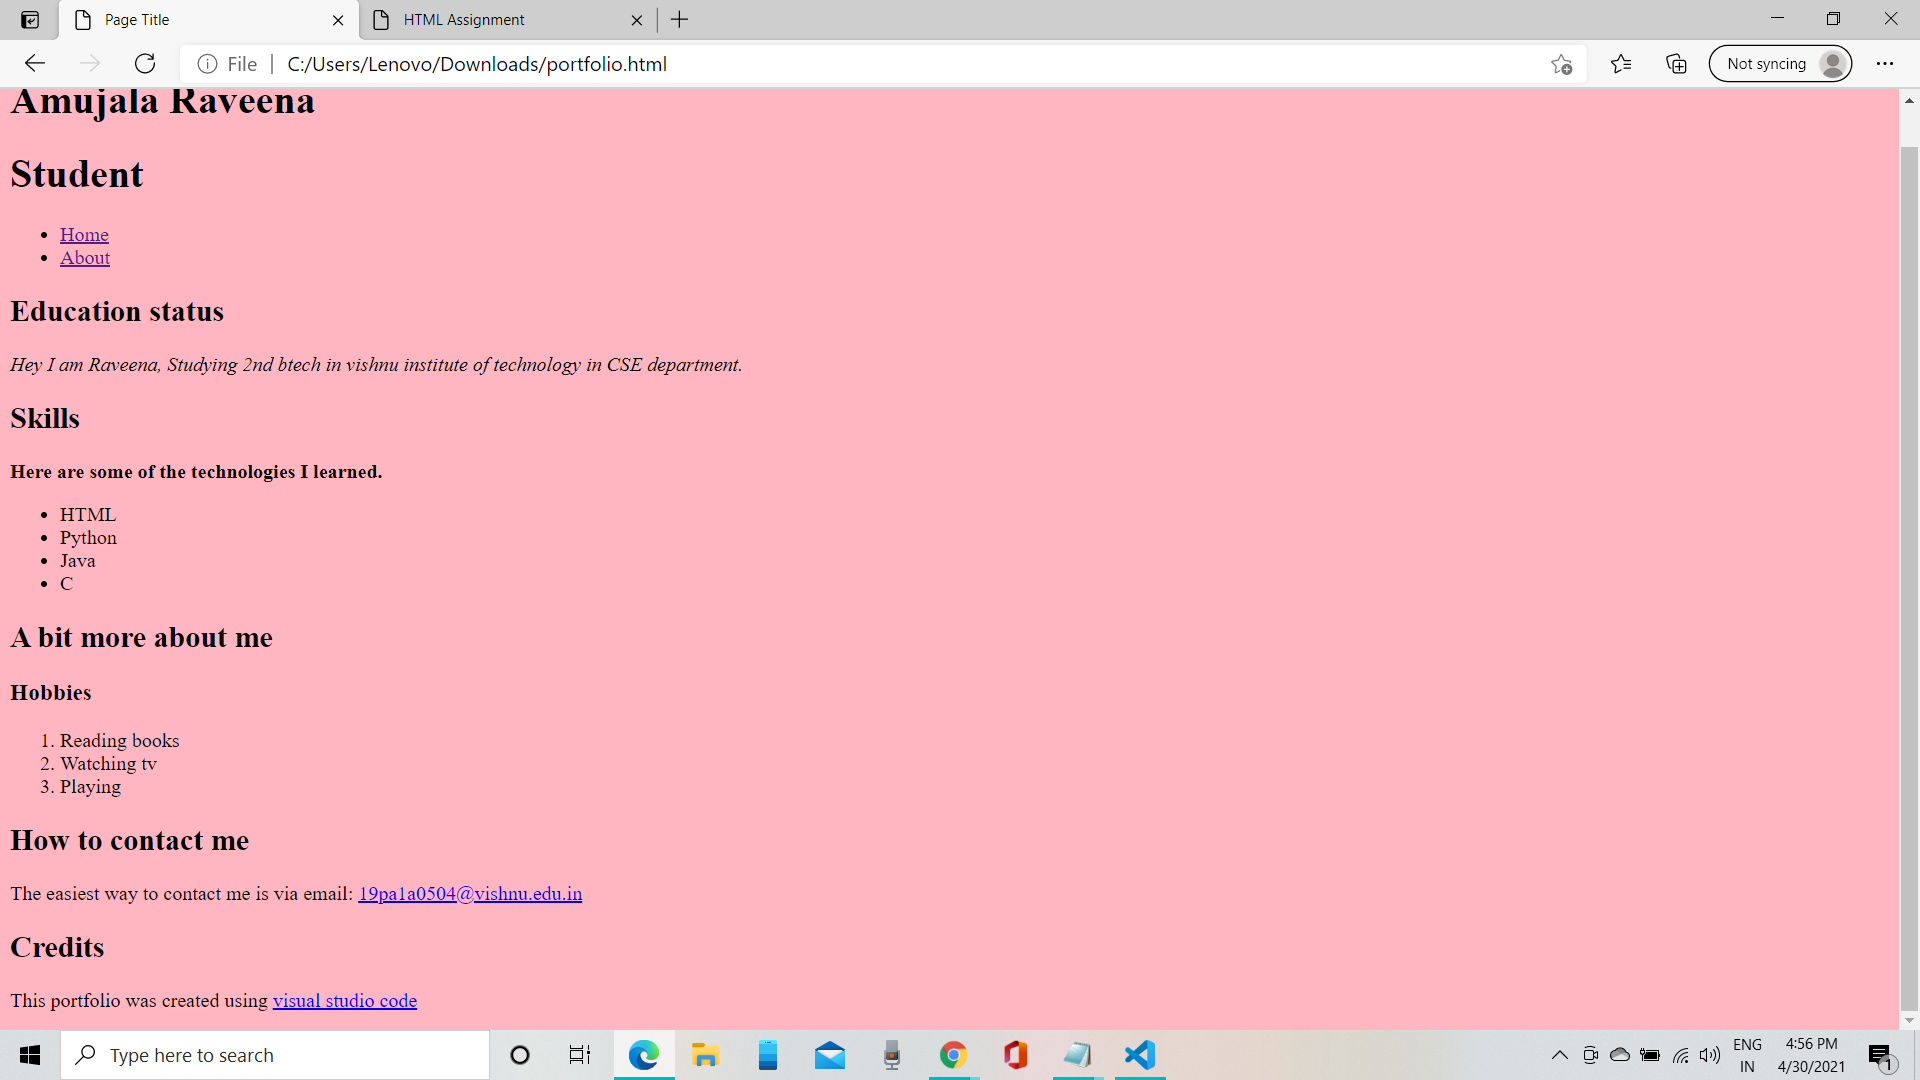 Page Title
HTML Assignment
File
C:/Users/Lenovo/Downloads/portfolio.html
Not syncing
Amujala Raveena
Student
Home
About
Education status
Hey I am Raveena, Studying 2nd btech in vishnu institute of technology in CSE department.
Skills
Here are some of the technologies I learned.
HTML
Python
Java
C
A bit more about me
Hobbies
1. Reading books
2. Watching tv
3. Playing
How to contact me
The easiest way to contact me is via email: 19pa1a0504@vishnu.edu.in
Credits
This portfolio was created using visual studio code
Type here to search
ENG
IN
4:56 PM
4/30/2021
1